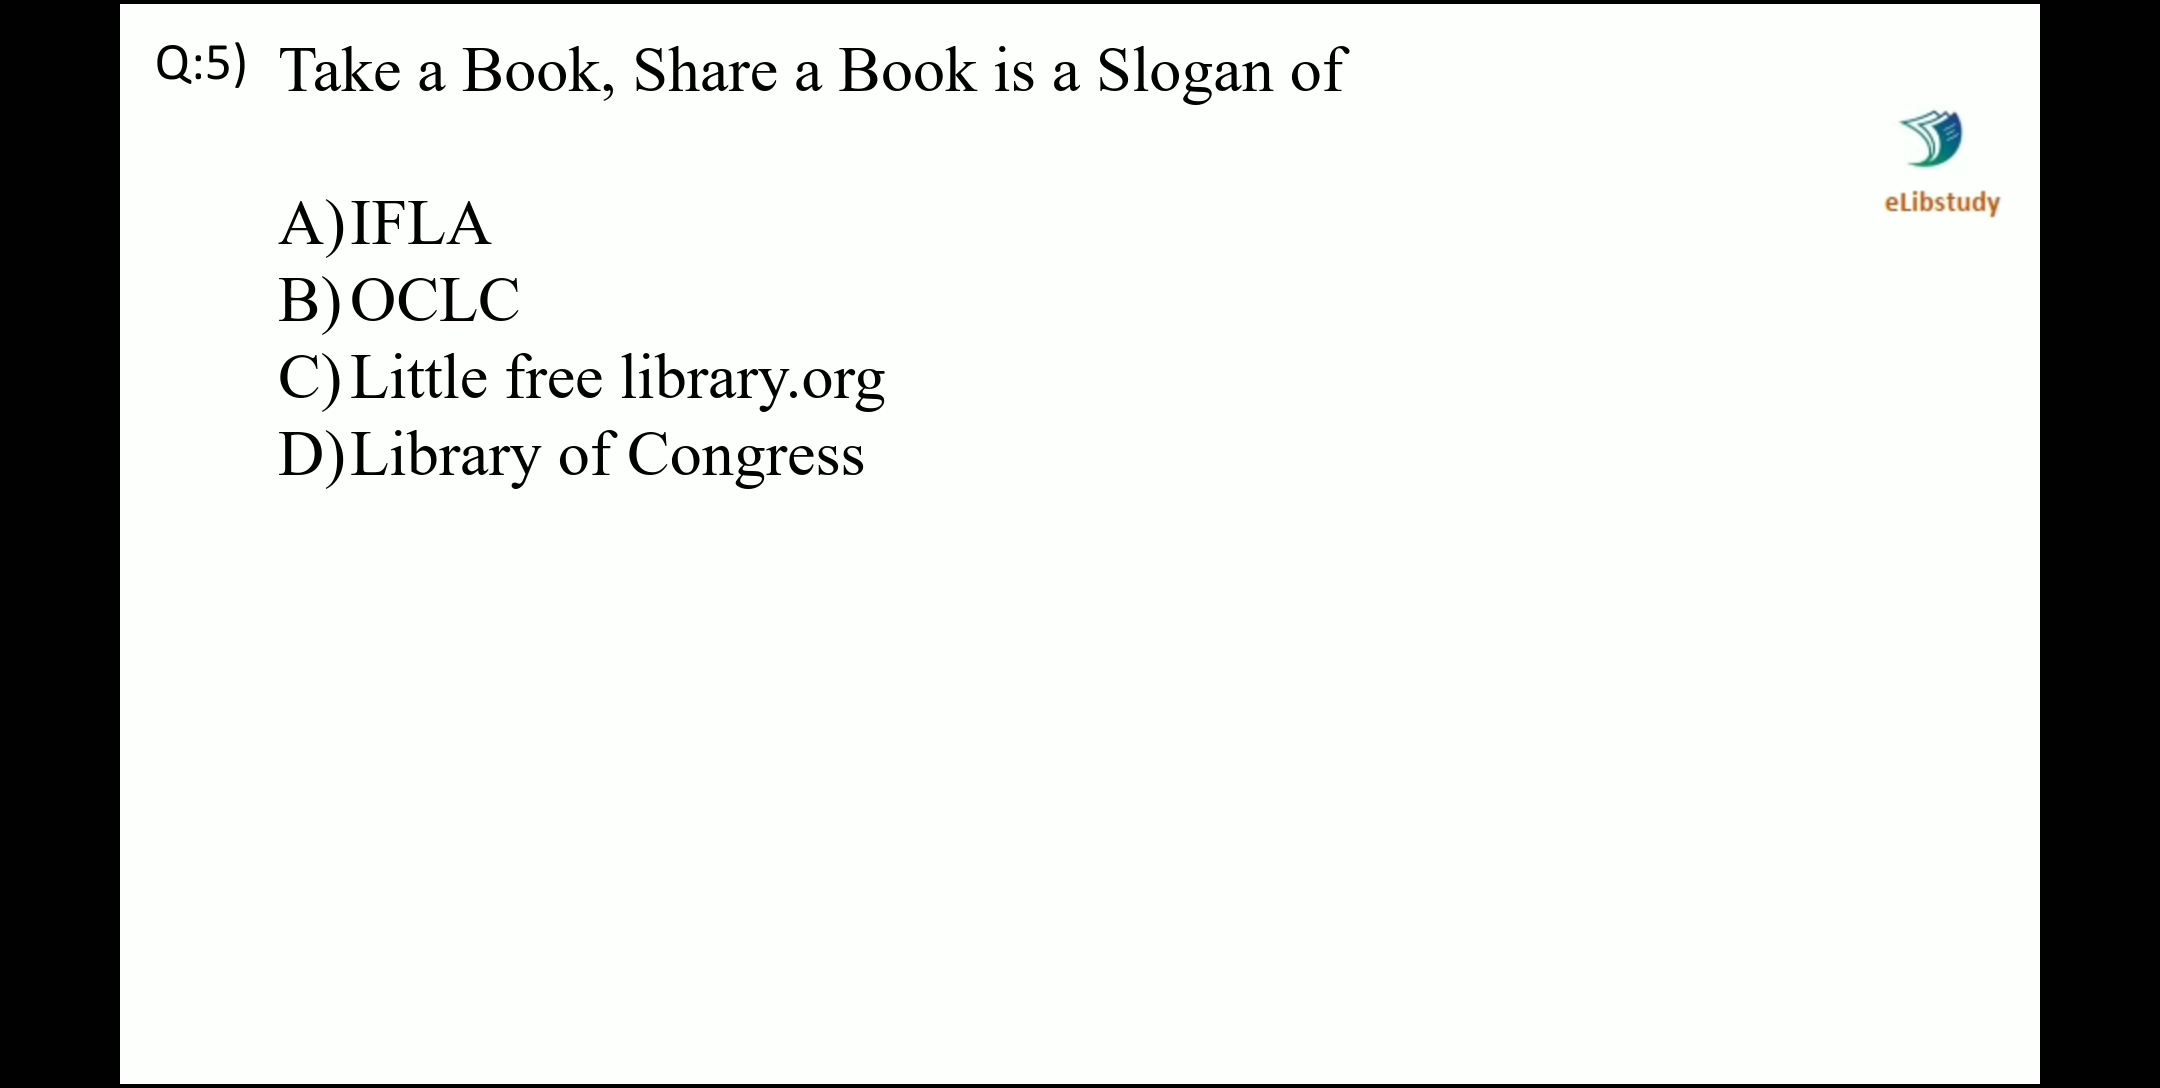 Q:5) Take a Book, Share a Book is a Slogan of
eLibstudy
A) IFLA
B) OCLC
C) Little free library.org
D) Library of Congress